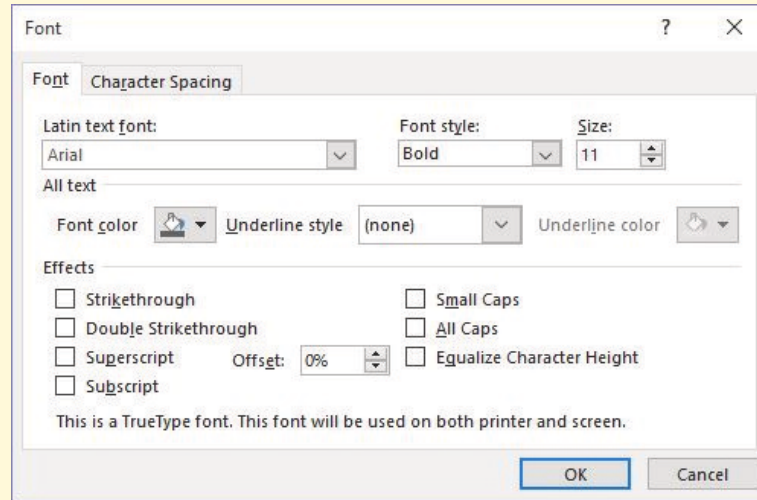 Font ? ×
Font Character Spacing
Latin text font: Font style: Size:
Arial Bold 11
All text
Font color Underline style (none) Underline color
Effects
Strikethrough Small Caps
Double Strikethrough All Caps
Superscript Offset: 0% Equalize Character Height
Subscript
This is a TrueType font. This font will be used on both printer and screen.
OK Cancel